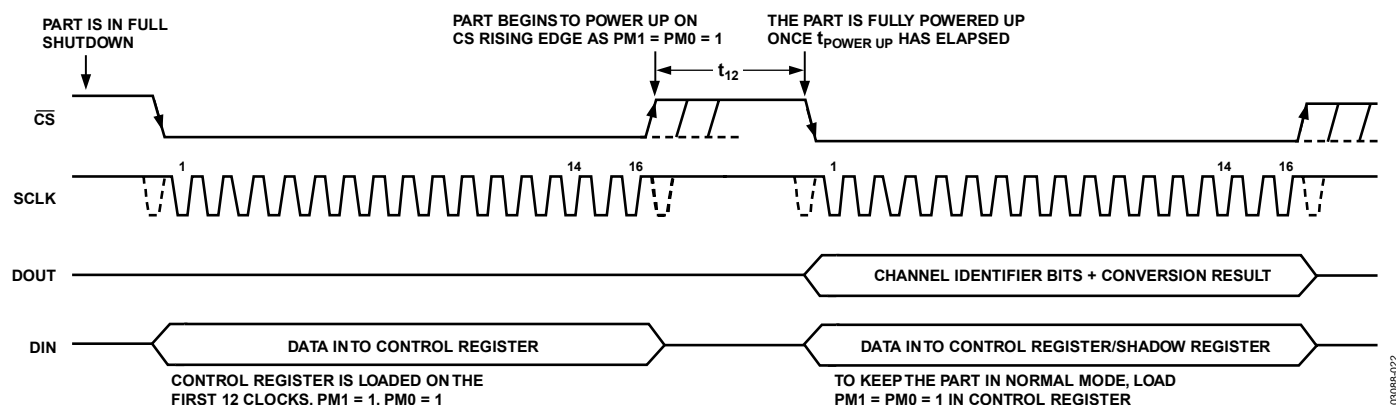 PART IS IN FULL
SHUTDOWN
PART BEGINS TO POWER UP ON
CS RISING EDGE AS PM1 = PM0 = 1
THE PART IS FULLY POWERED UP
ONCE tPOWER UP HAS ELAPSED
t12
CS
1 14 16 1 14 16
SCLK
DOUT
CHANNEL IDENTIFIER BITS + CONVERSION RESULT
DIN
DATA INTO CONTROL REGISTER
DATA INTO CONTROL REGISTER/SHADOW REGISTER
CONTROL REGISTER IS LOADED ON THE
FIRST 12 CLOCKS, PM1 = 1, PM0 = 1
TO KEEP THE PART IN NORMAL MODE, LOAD
PM1 = PM0 = 1 IN CONTROL REGISTER
03088-022